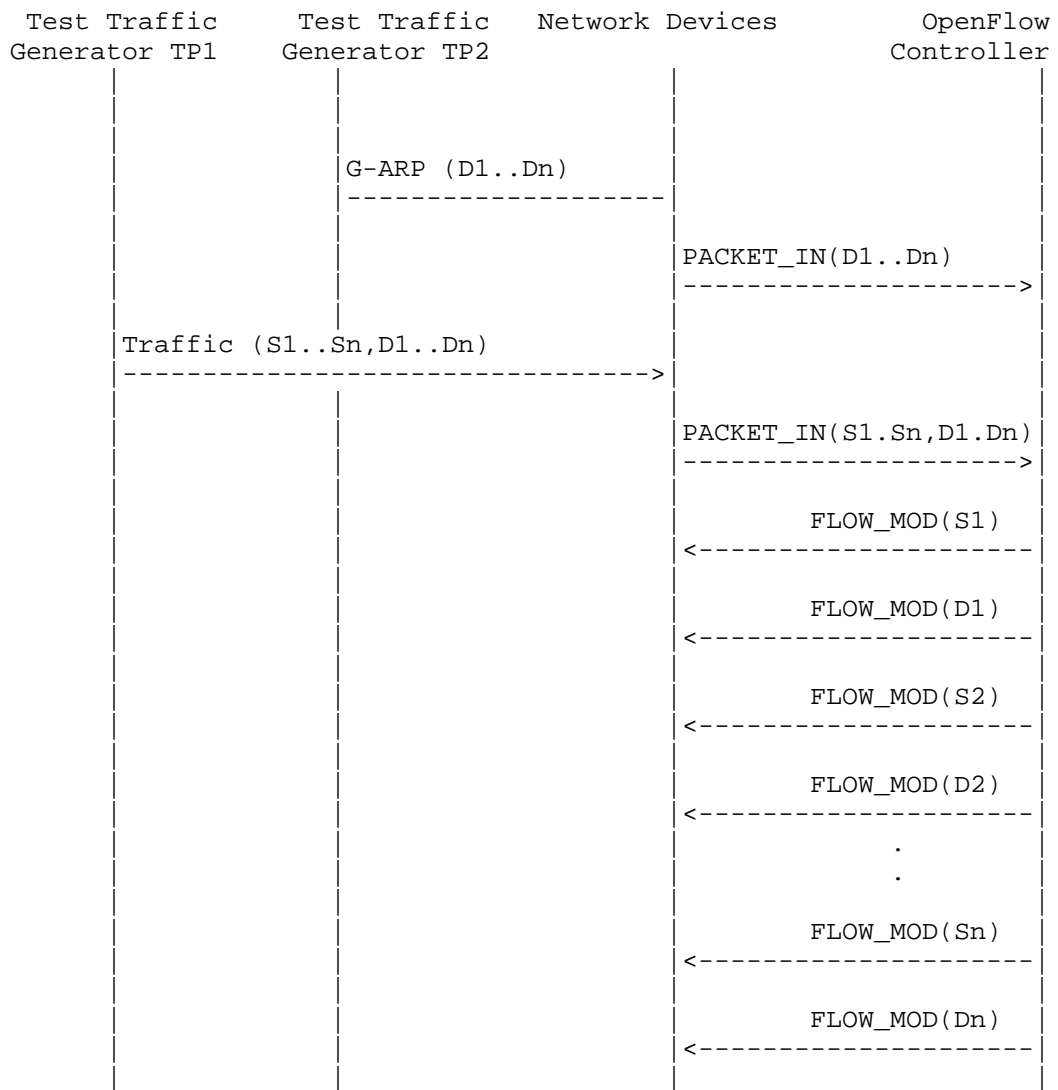 Test Traffic Test Traffic Network Devices OpenFlow
Generator TP1 Generator TP2 Controller
G-ARP (D1..Dn)
PACKET_IN(D1..Dn)
Traffic (S1..Sn,D1..Dn)
PACKET_IN(S1.Sn,D1.Dn)
FLOW_MOD(S1)
FLOW_MOD(D1)
FLOW_MOD(S2)
FLOW_MOD(D2)
.
.
FLOW_MOD(Sn)
FLOW_MOD(Dn)